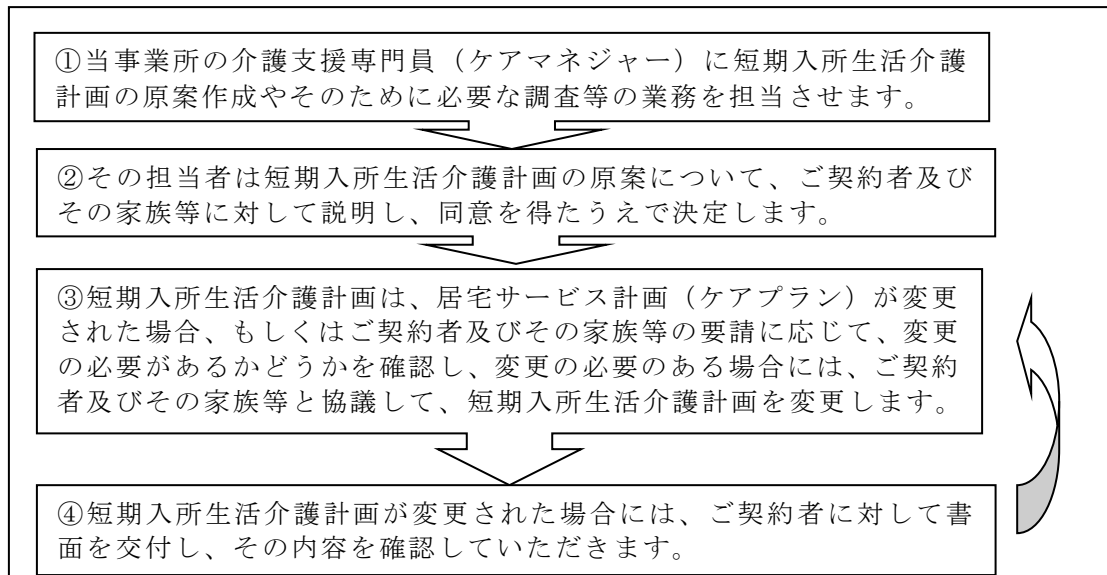 ①当事業所の介護支援専門員（ケアマネジャー）に短期入所生活介護
計画の原案作成やそのために必要な調査等の業務を担当させます。
②その担当者は短期入所生活介護計画の原案について、ご契約者及び
その家族等に対して説明し、同意を得たうえで決定します。
③短期入所生活介護計画は、居宅サービス計画（ケアプラン）が変更
された場合、もしくはご契約者及びその家族等の要請に応じて、変更
の必要があるかどうかを確認し、変更の必要のある場合には、ご契約
者及びその家族等と協議して、短期入所生活介護計画を変更します。
④短期入所生活介護計画が変更された場合には、ご契約者に対して書
面を交付し、その内容を確認していただきます。